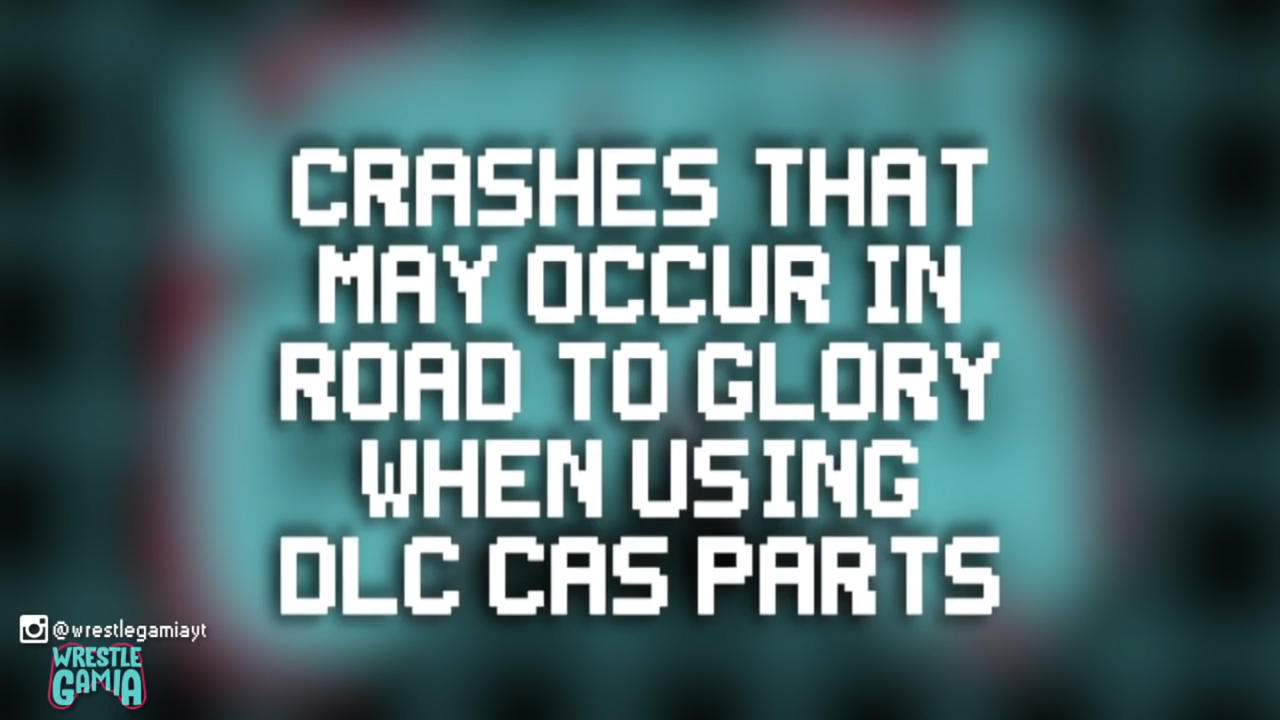 CRASHES THAT
MAY OCCUR IN
ROAD TO GLORY
WHEN USING
DLC CAS PARTS
@wrestlegamiayt
WRESTLE
GAMIA